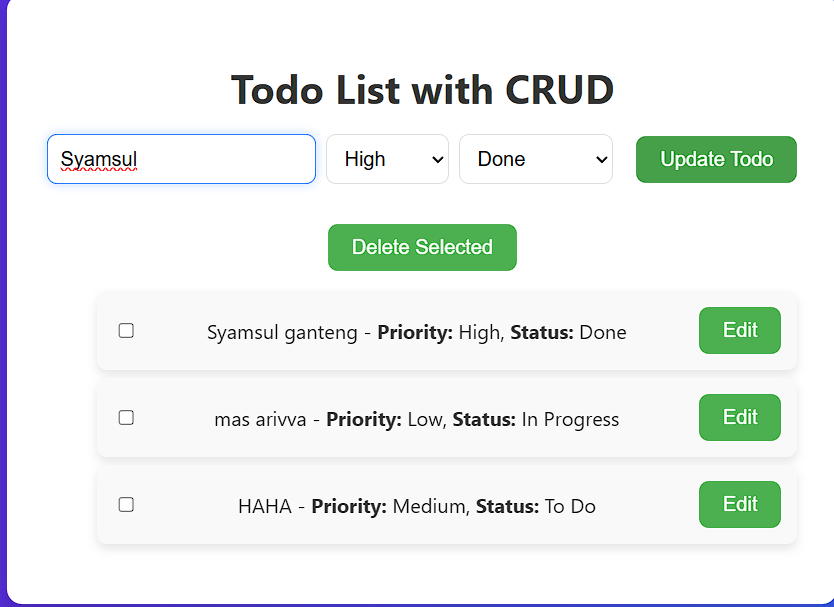 Todo List with CRUD
Syamsul High Done Update Todo
Delete Selected
Syamsul ganteng - Priority: High, Status: Done Edit
mas arivva - Priority: Low, Status: In Progress Edit
HAHA - Priority: Medium, Status: To Do Edit